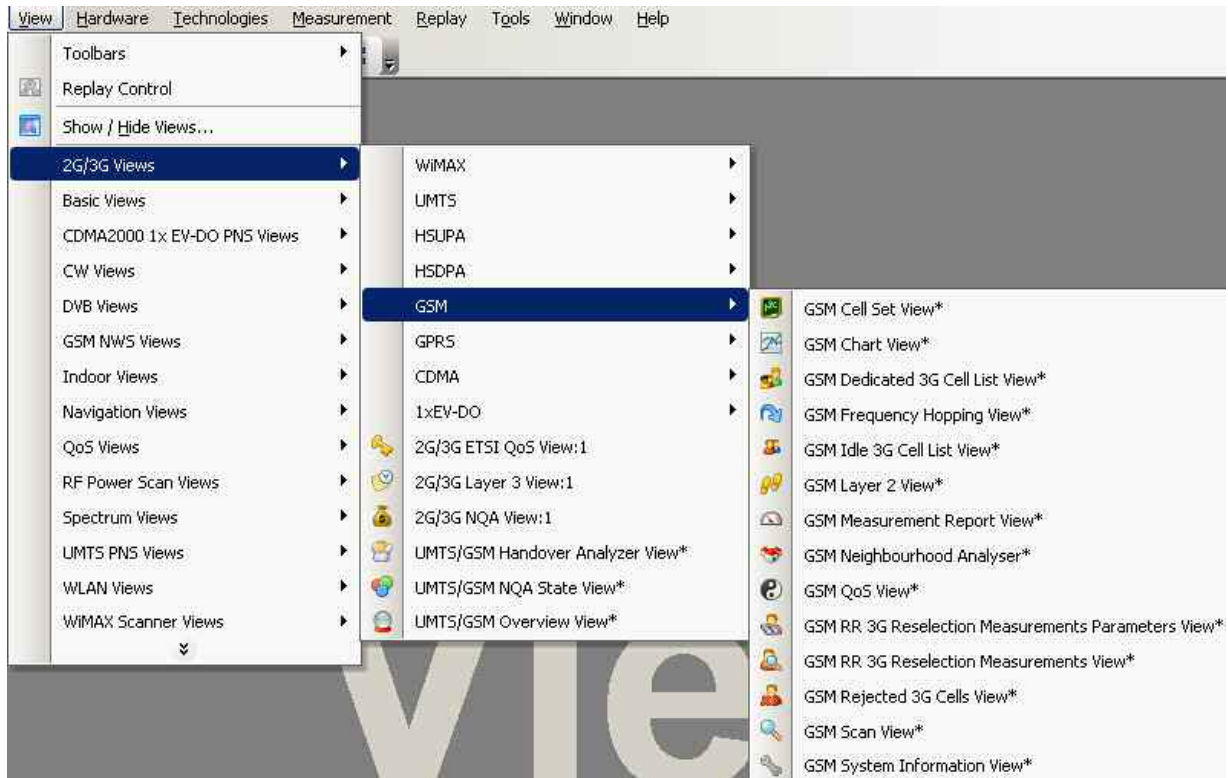 View Hardware Technologies Measurement Replay Tools Window Help
Toolbars
Replay Control
Show / Hide Views...
2G/3G Views
Basic Views
CDMA2000 1x EV-DO PNS Views
CW Views
DVB Views
GSM NWS Views
Indoor Views
Navigation Views
QoS Views
RF Power Scan Views
Spectrum Views
UMTS PNS Views
WLAN Views
WiMAX Scanner Views
WiMAX
UMTS
HSUPA
HSDPA
GSM
GPRS
CDMA
1xEV-DO
2G/3G ETSI QoS View:1
2G/3G Layer 3 View:1
2G/3G NQA View:1
UMTS/GSM Handover Analyzer View*
UMTS/GSM NQA State View*
UMTS/GSM Overview View*
GSM Cell Set View*
GSM Chart View*
GSM Dedicated 3G Cell List View*
GSM Frequency Hopping View*
GSM Idle 3G Cell List View*
GSM Layer 2 View*
GSM Measurement Report View*
GSM Neighbourhood Analyser*
GSM QoS View*
GSM RR 3G Reselection Measurements Parameters View*
GSM RR 3G Reselection Measurements View*
GSM Rejected 3G Cells View*
GSM Scan View*
GSM System Information View*